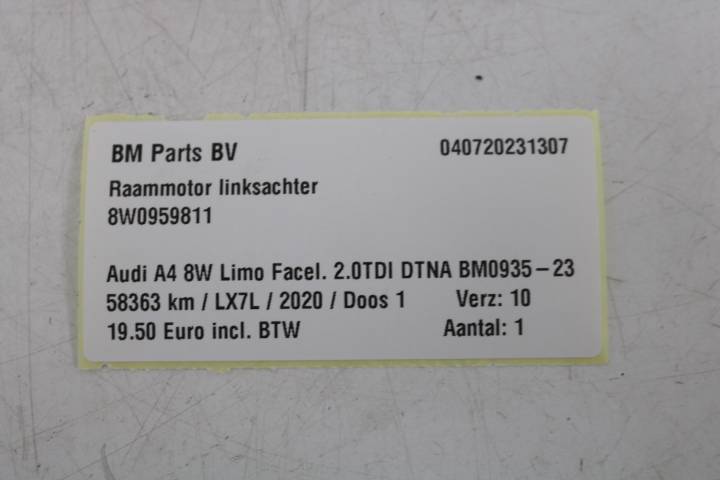 BM Parts BV 040720231307
Raammotor linksachter
8W0959811
Audi A4 8W Limo Facel. 2.0TDI DTNA BM0935-23
58363 km / LX7L / 2020 / Doos 1 Verz: 10
19.50 Euro incl. BTW Aantal: 1